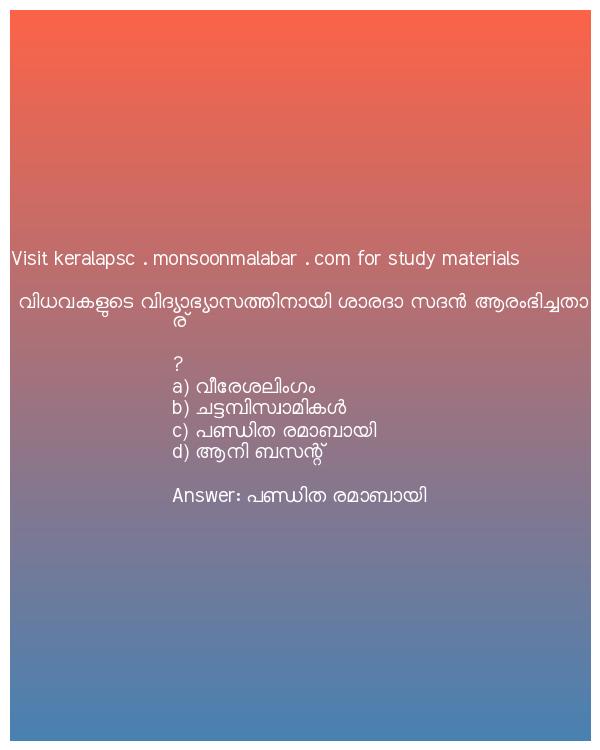 Visit keralapsc . monsoonmalabar . com for study materials
വിധവകളുടെ വിദ്യാഭ്യാസത്തിനായി ശാരദാ സദൻ ആരംഭിച്ചതാ
ര്
?
a) വീരേശലിംഗം
b) ചട്ടമ്പിസ്വാമികൾ
c) പണ്ഡിത രമാബായി
d) ആനി ബസന്റ്
Answer: പണ്ഡിത രമാബായി